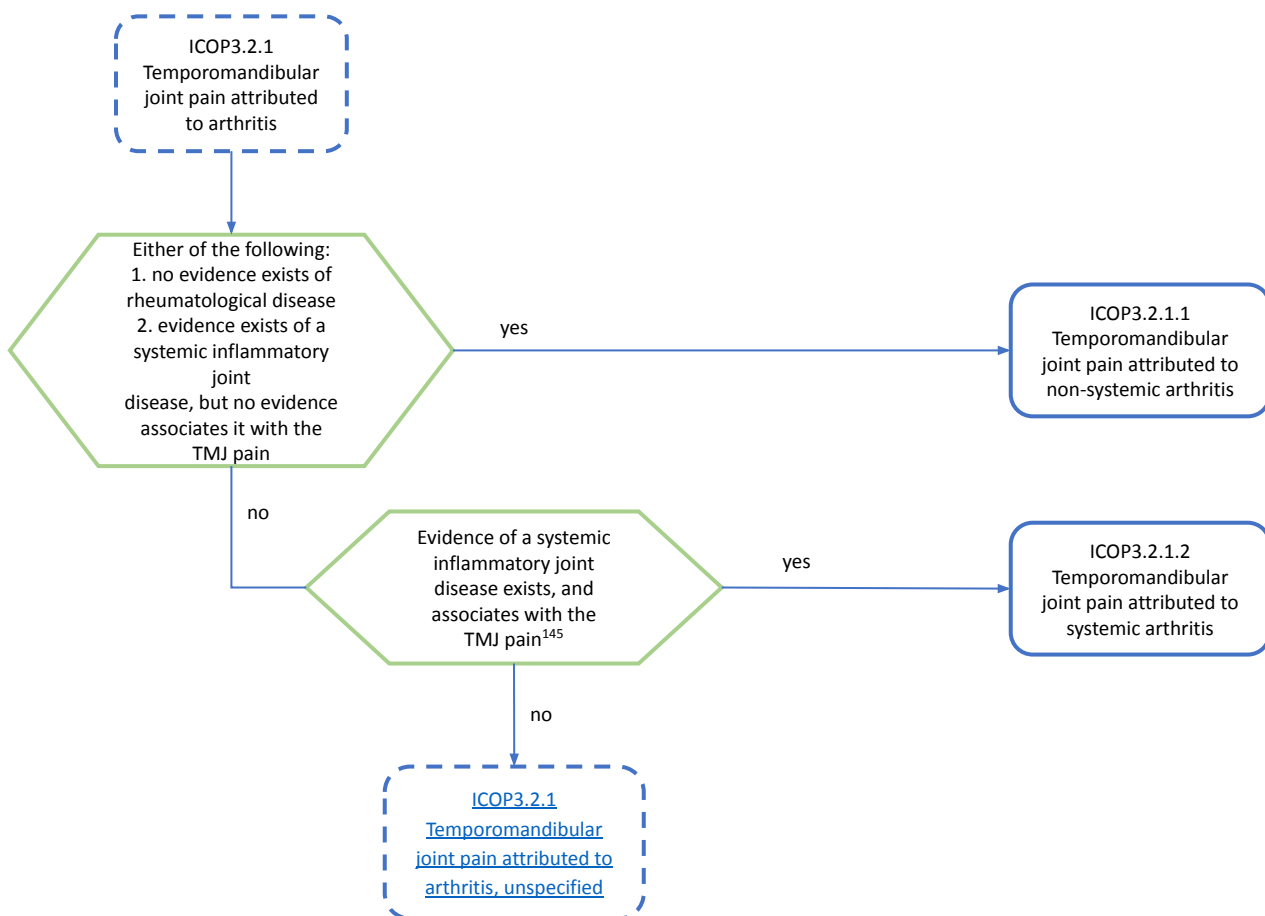 ICOP3.2.1
Temporomandibular
joint pain attributed
to arthritis
Either of the following:
1. no evidence exists of
rheumatological disease
2. evidence exists of a
systemic inflammatory
joint
disease, but no evidence
associates it with the
TMJ pain
yes
ICOP3.2.1.1
Temporomandibular
joint pain attributed to
non-systemic arthritis
no
Evidence of a systemic
inflammatory joint
disease exists, and
associates with the
TMJ pain145
yes
ICOP3.2.1.2
Temporomandibular
joint pain attributed to
systemic arthritis
no
ICOP3.2.1
Temporomandibular
joint pain attributed to
arthritis, unspecified